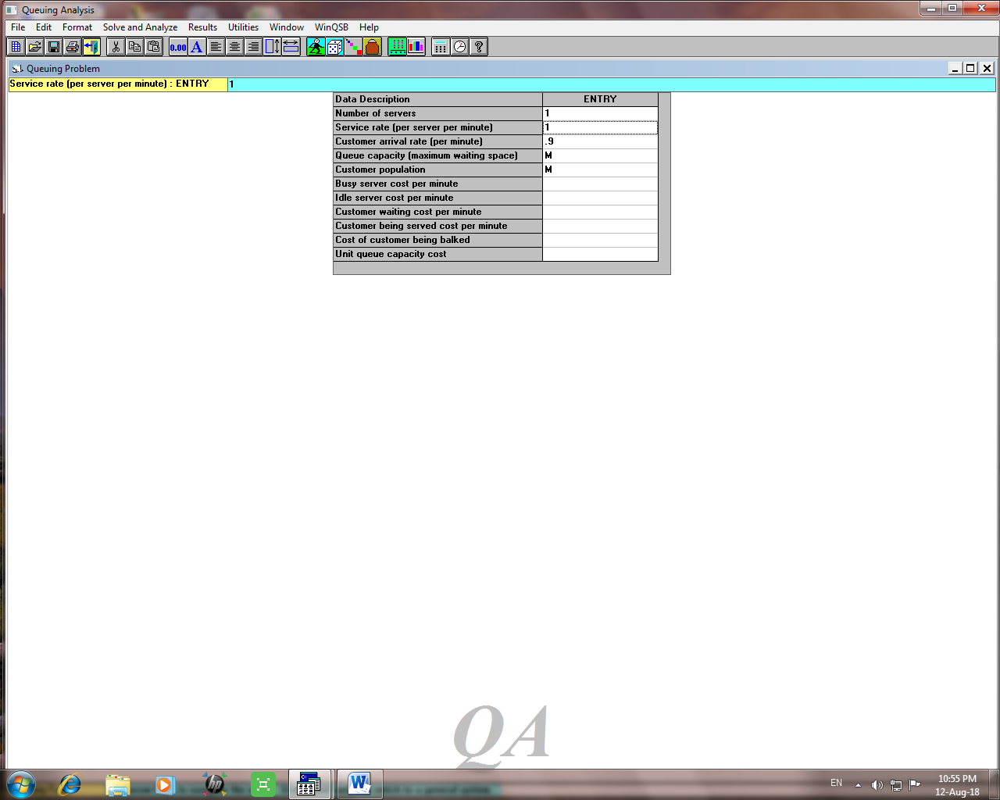 Queuing Analysis
File Edit Format Solve and Analyze Results Utilities Window WinQSB Help
0.00 A ?
Queuing Problem
Service rate (per server per minute) : ENTRY 1
Data Description ENTRY
Number of servers 1
Service rate (per server per minute) 1
Customer arrival rate (per minute) .9
Queue capacity (maximum waiting space) M
Customer population M
Busy server cost per minute
Idle server cost per minute
Customer waiting cost per minute
Customer being served cost per minute
Cost of customer being balked
Unit queue capacity cost
QA
hp W EN 10:55 PM
12-Aug-18